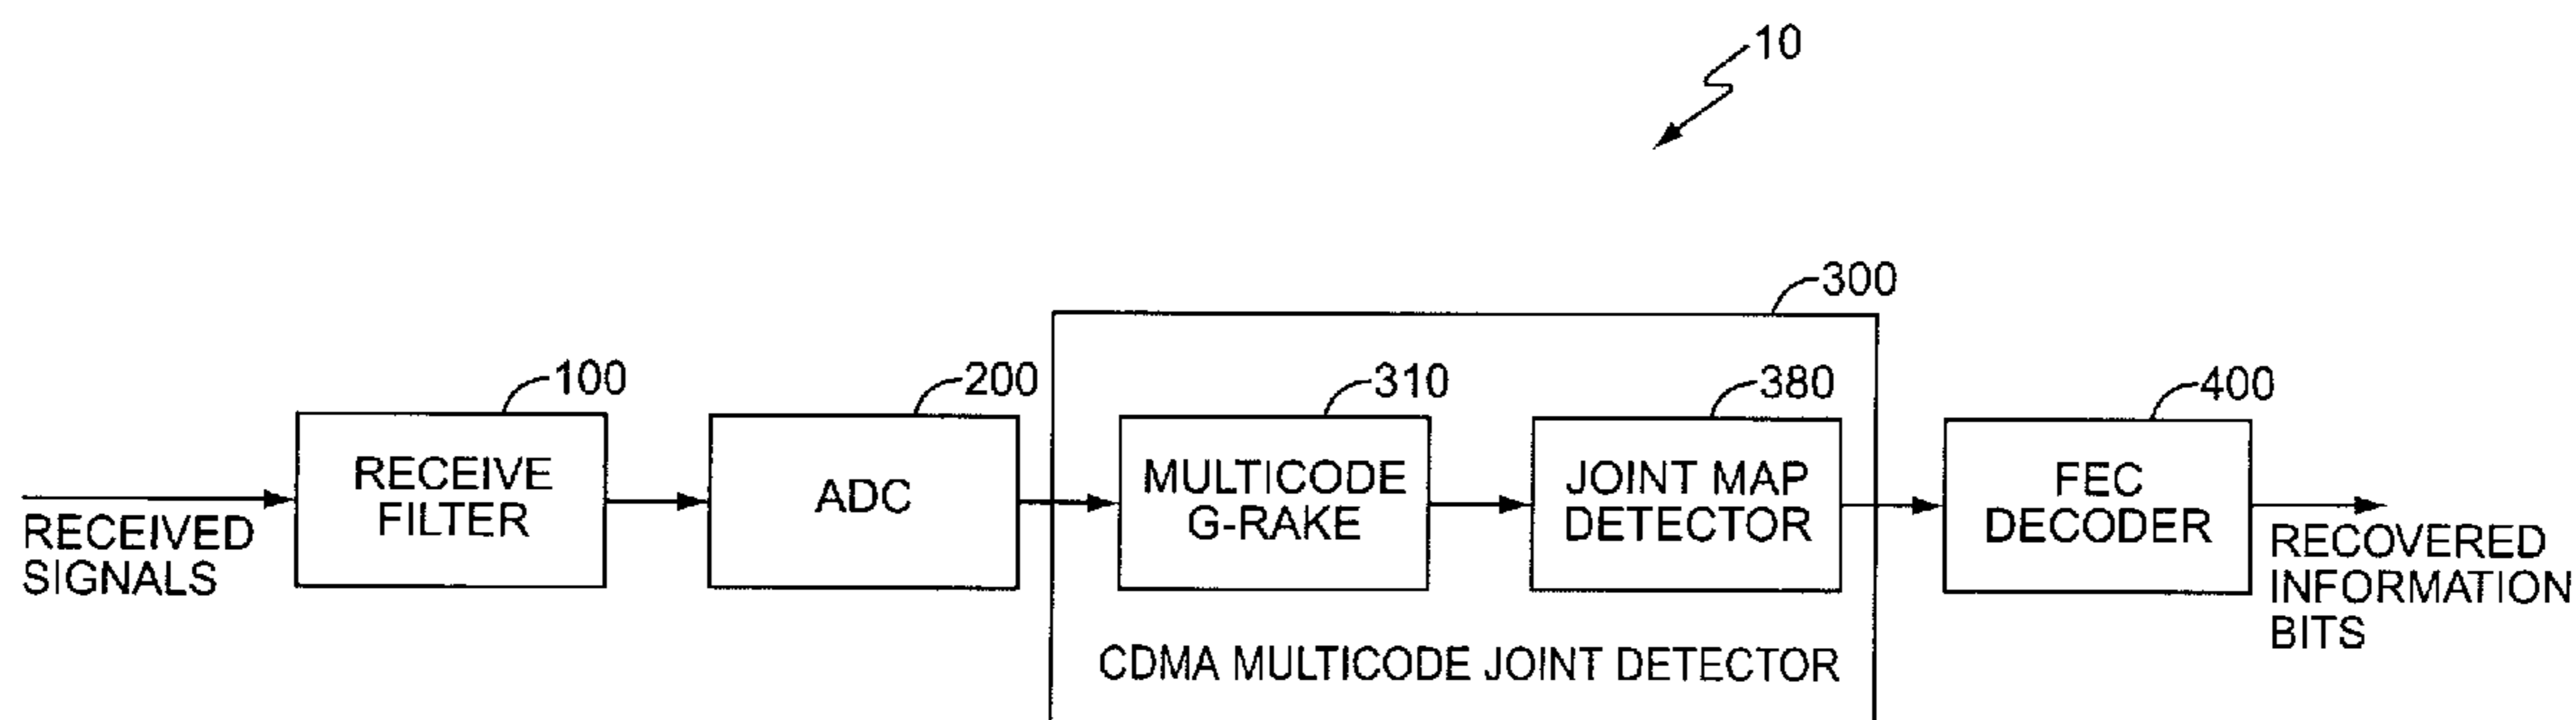 10
300
100
200
310
380
400
RECEIVED
SIGNALS
RECEIVE
FILTER
ADC
MULTICODE
G-RAKE
JOINT MAP
DETECTOR
FEC
DECODER
RECOVERED
INFORMATION
BITS
CDMA MULTICODE JOINT DETECTOR